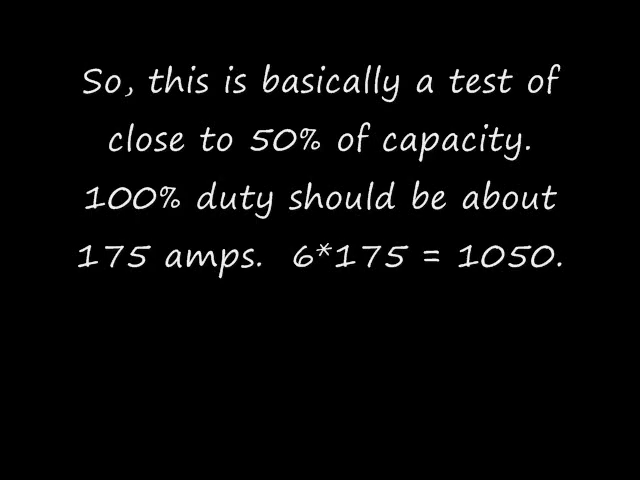 So, this is basically a test of
close to 50% of capacity.
100% duty should be about
175 amps.  6*175 = 1050.